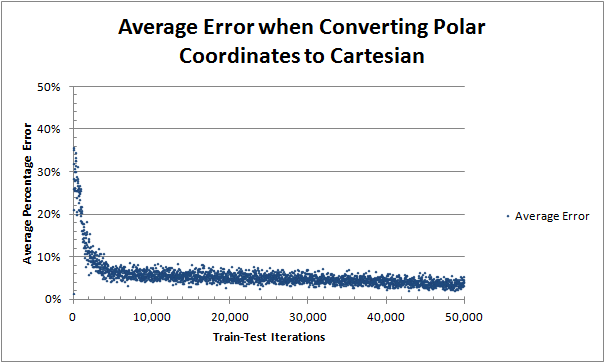 Average Error when Converting Polar
Coordinates to Cartesian
50%
40%
30%
20%
10%
0%
Average Percentage Error
0
10,000
20,000
30,000
40,000
50,000
Train-Test Iterations
Average Error